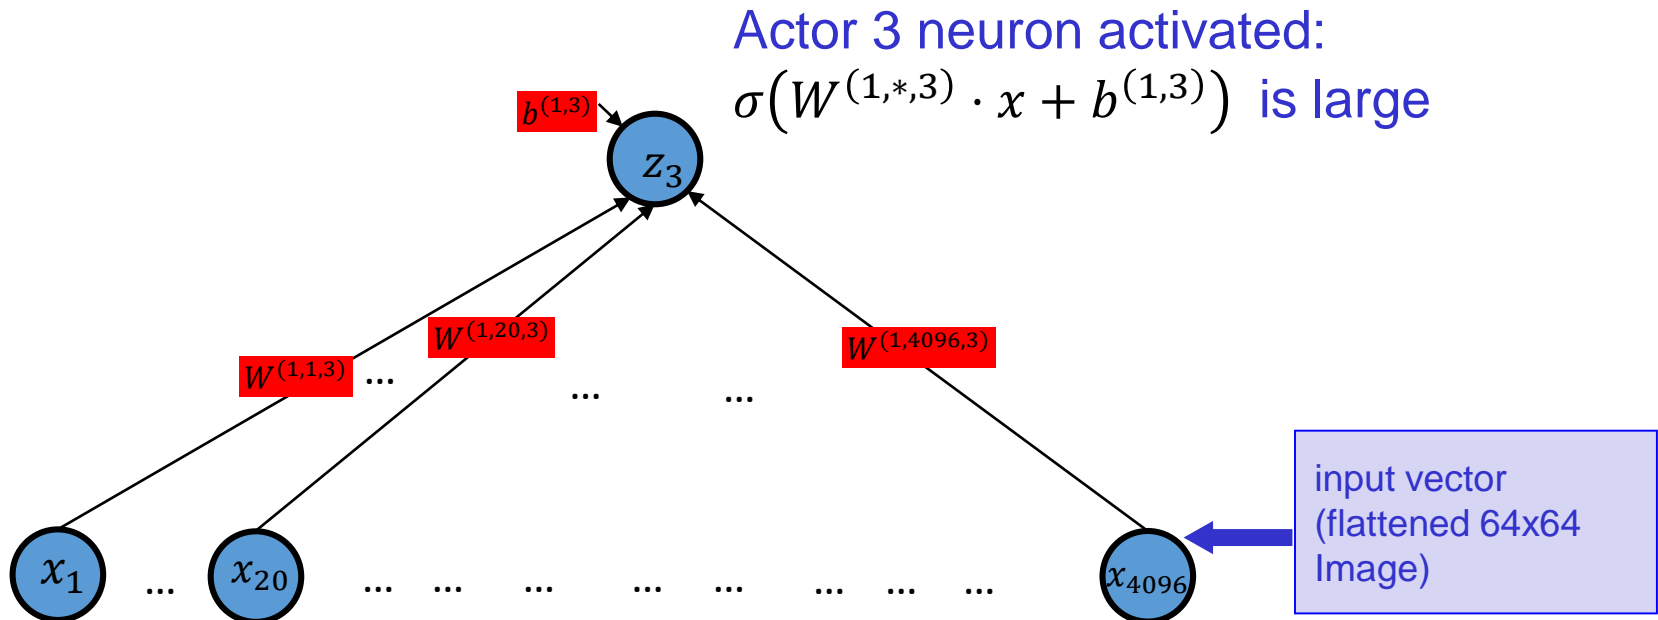 Actor 3 neuron activated:
σ(W^(1,*,3) · x + b^(1,3)) is large
b^(1,3)
z_3
W^(1,1,3) ...
W^(1,20,3)
... ...
W^(1,4096,3)
input vector
(flattened 64x64
Image)
x_1 ... x_20 ... ... ... ... ... ... ... ... x_4096